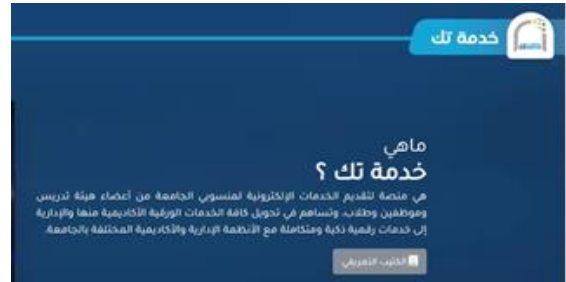 خدمة تك
ماهي
خدمة تك ؟
هي منصة لتقديم الخدمات الإلكترونية لمنسوبي الجامعة من أعضاء هيئة تدريس
وموظفين وطلاب، وتساهم في تحويل كافة الخدمات الورقية الأكاديمية منها والإدارية
إلى خدمات رقمية ذكية ومتكاملة مع الأنظمة الإدارية والأكاديمية المختلفة بالجامعة.
الكتيب التعريفي